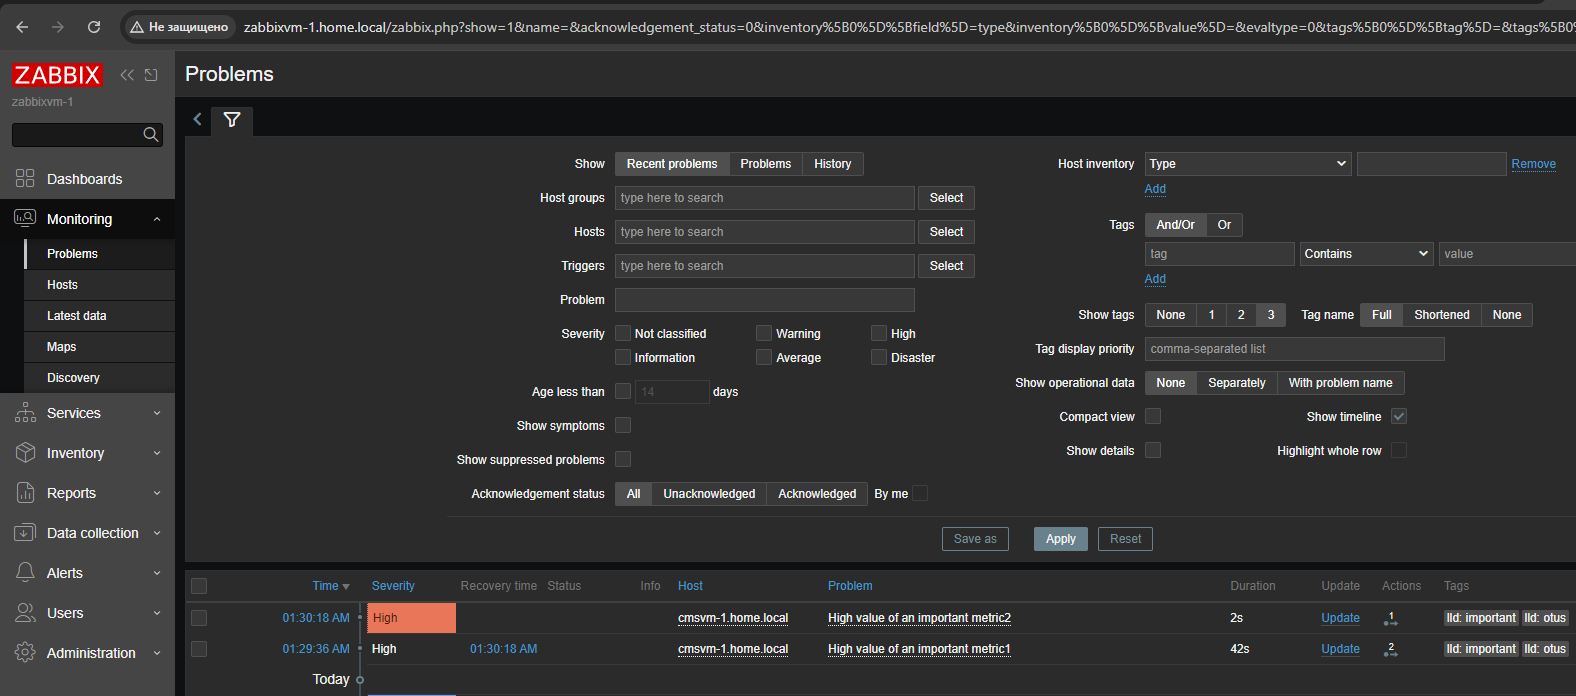 Не защищено
zabbixvm-1.home.local/zabbix.php?show=1&name=&acknowledgement_status=0&inventory%5B0%5D%5Bfield%5D=type&inventory%5B0%5D%5Bvalue%5D=&evaltype=0&tags%5B0%5D%5Btag%5D=&tags%5B0%
ZABBIX
zabbixvm-1
Dashboards
Monitoring
Problems
Hosts
Latest data
Maps
Discovery
Services
Inventory
Reports
Data collection
Alerts
Users
Administration
Problems
Show Recent problems Problems History
Host groups type here to search Select
Hosts type here to search Select
Triggers type here to search Select
Problem
Severity Not classified Warning High
Information Average Disaster
Age less than 14 days
Show symptoms
Show suppressed problems
Acknowledgement status All Unacknowledged Acknowledged By me
Host inventory Type Remove
Add
Tags And/Or Or
tag Contains value
Add
Show tags None 1 2 3 Tag name Full Shortened None
Tag display priority comma-separated list
Show operational data None Separately With problem name
Compact view Show timeline
Show details Highlight whole row
Save as Apply Reset
Time Severity Recovery time Status Info Host Problem Duration Update Actions Tags
01:30:18 AM High cmsvm-1.home.local High value of an important metric2 2s Update 1 lld: important lld: otus
01:29:36 AM High 01:30:18 AM cmsvm-1.home.local High value of an important metric1 42s Update 2 lld: important lld: otus
Today